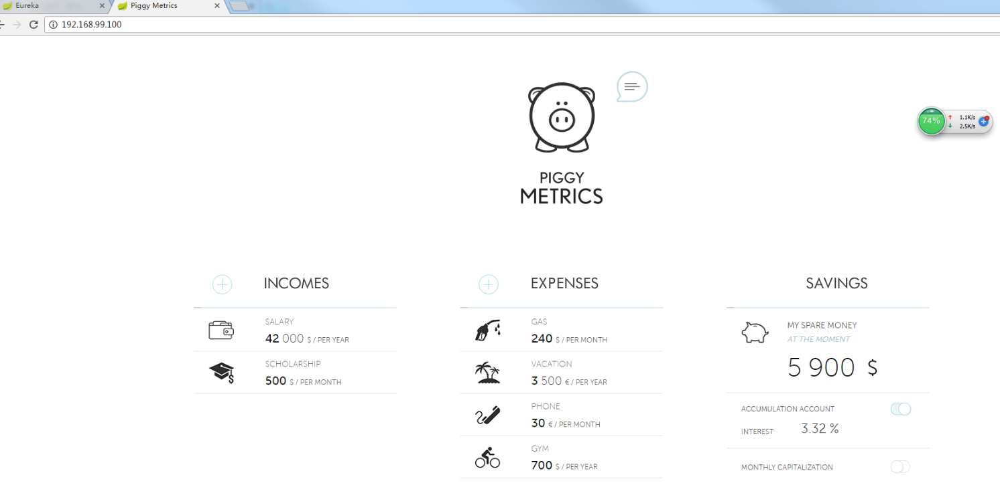 Eureka
Piggy Metrics
192.168.99.100
74%
1.1K/s
2.5K/s
PIGGY
METRICS
INCOMES
SALARY
42 000 $ / PER YEAR
SCHOLARSHIP
500 $ / PER MONTH
EXPENSES
GAS
240 $ / PER MONTH
VACATION
3 500 € / PER YEAR
PHONE
30 € / PER MONTH
GYM
700 $ / PER YEAR
SAVINGS
MY SPARE MONEY
AT THE MOMENT
5 900 $
ACCUMULATION ACCOUNT
INTEREST 3.32 %
MONTHLY CAPITALIZATION